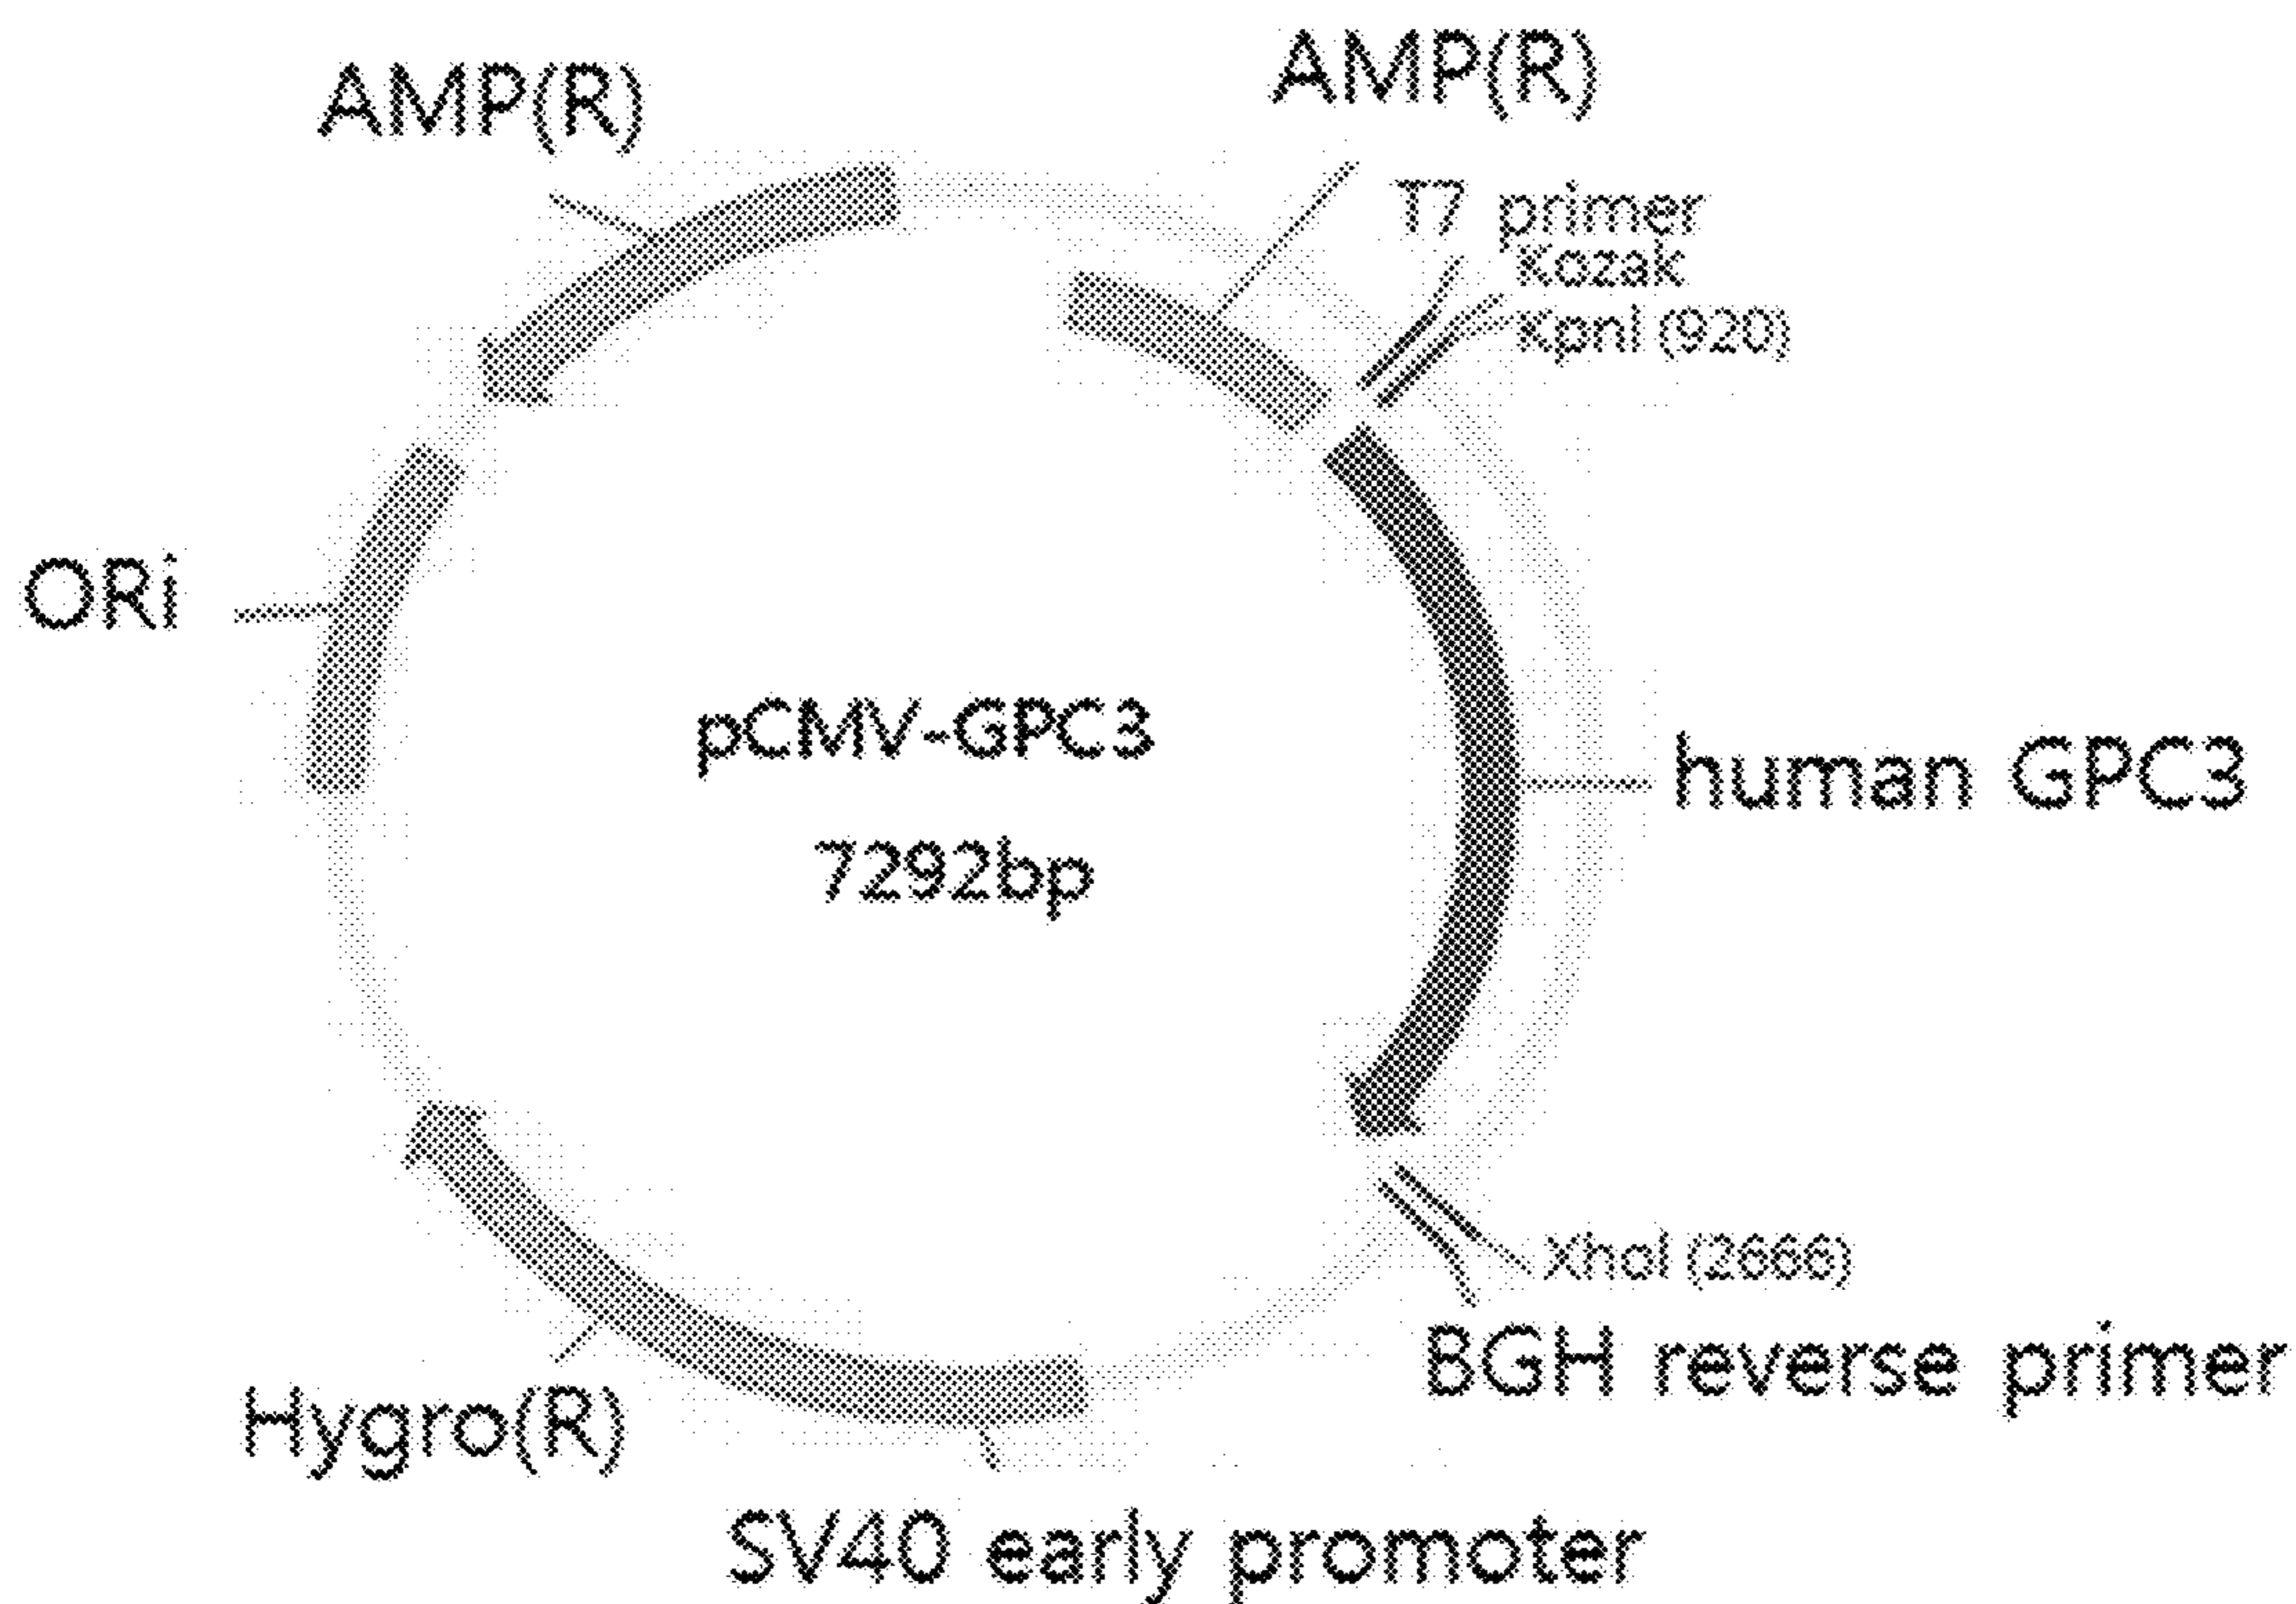 AMP(R)
AMP(R)
T7 primer
Kozak
KpnI (920)
ORi
pCMV-GPC3
7292bp
human GPC3
XhoI (2666)
BGH reverse primer
Hygro(R)
SV40 early promoter